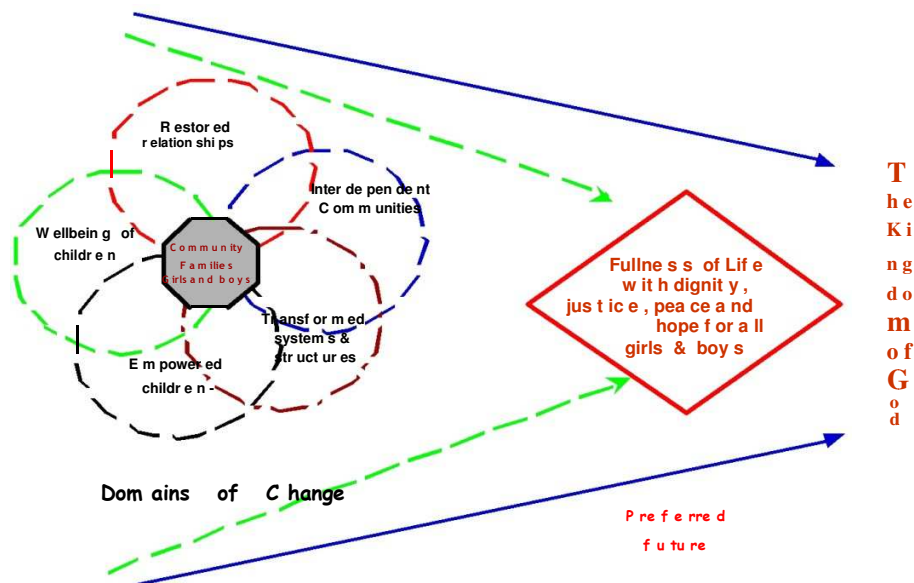 Restored
relationships
Interdependent
Communities
Wellbeing of
children
Community
Families
Girls and boys
Transformed
systems &
structures
Empowered
children -
Domains of Change
Fullness of Life
with dignity,
justice, peace and
hope for all
girls & boys
Preferred
future
T
he
Ki
ng
do
m
of
G
o
d